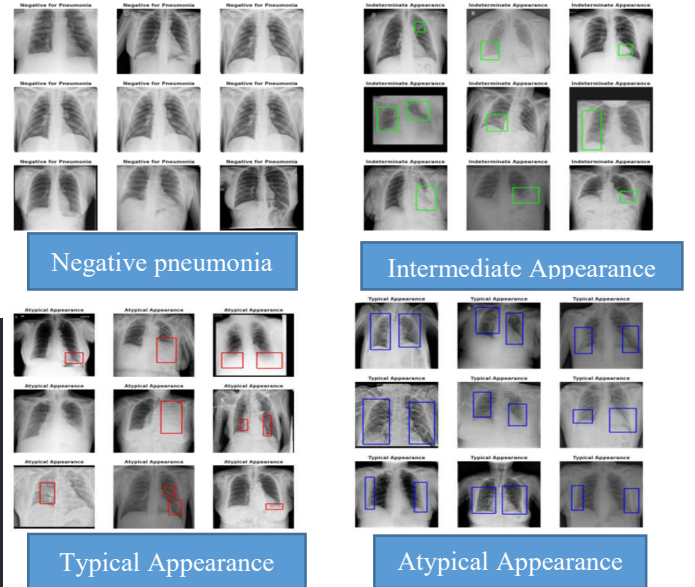 Negative for Pneumonia Negative for Pneumonia Negative for Pneumonia
Negative for Pneumonia Negative for Pneumonia Negative for Pneumonia
Negative for Pneumonia Negative for Pneumonia Negative for Pneumonia
Negative pneumonia
Indeterminate Appearance Indeterminate Appearance Indeterminate Appearance
Indeterminate Appearance Indeterminate Appearance Indeterminate Appearance
Indeterminate Appearance Indeterminate Appearance Indeterminate Appearance
Intermediate Appearance
Atypical Appearance Atypical Appearance Atypical Appearance
Atypical Appearance Atypical Appearance Atypical Appearance
Atypical Appearance Atypical Appearance Atypical Appearance
Typical Appearance
Typical Appearance Typical Appearance Typical Appearance
Typical Appearance Typical Appearance Typical Appearance
Typical Appearance Typical Appearance Typical Appearance
Atypical Appearance